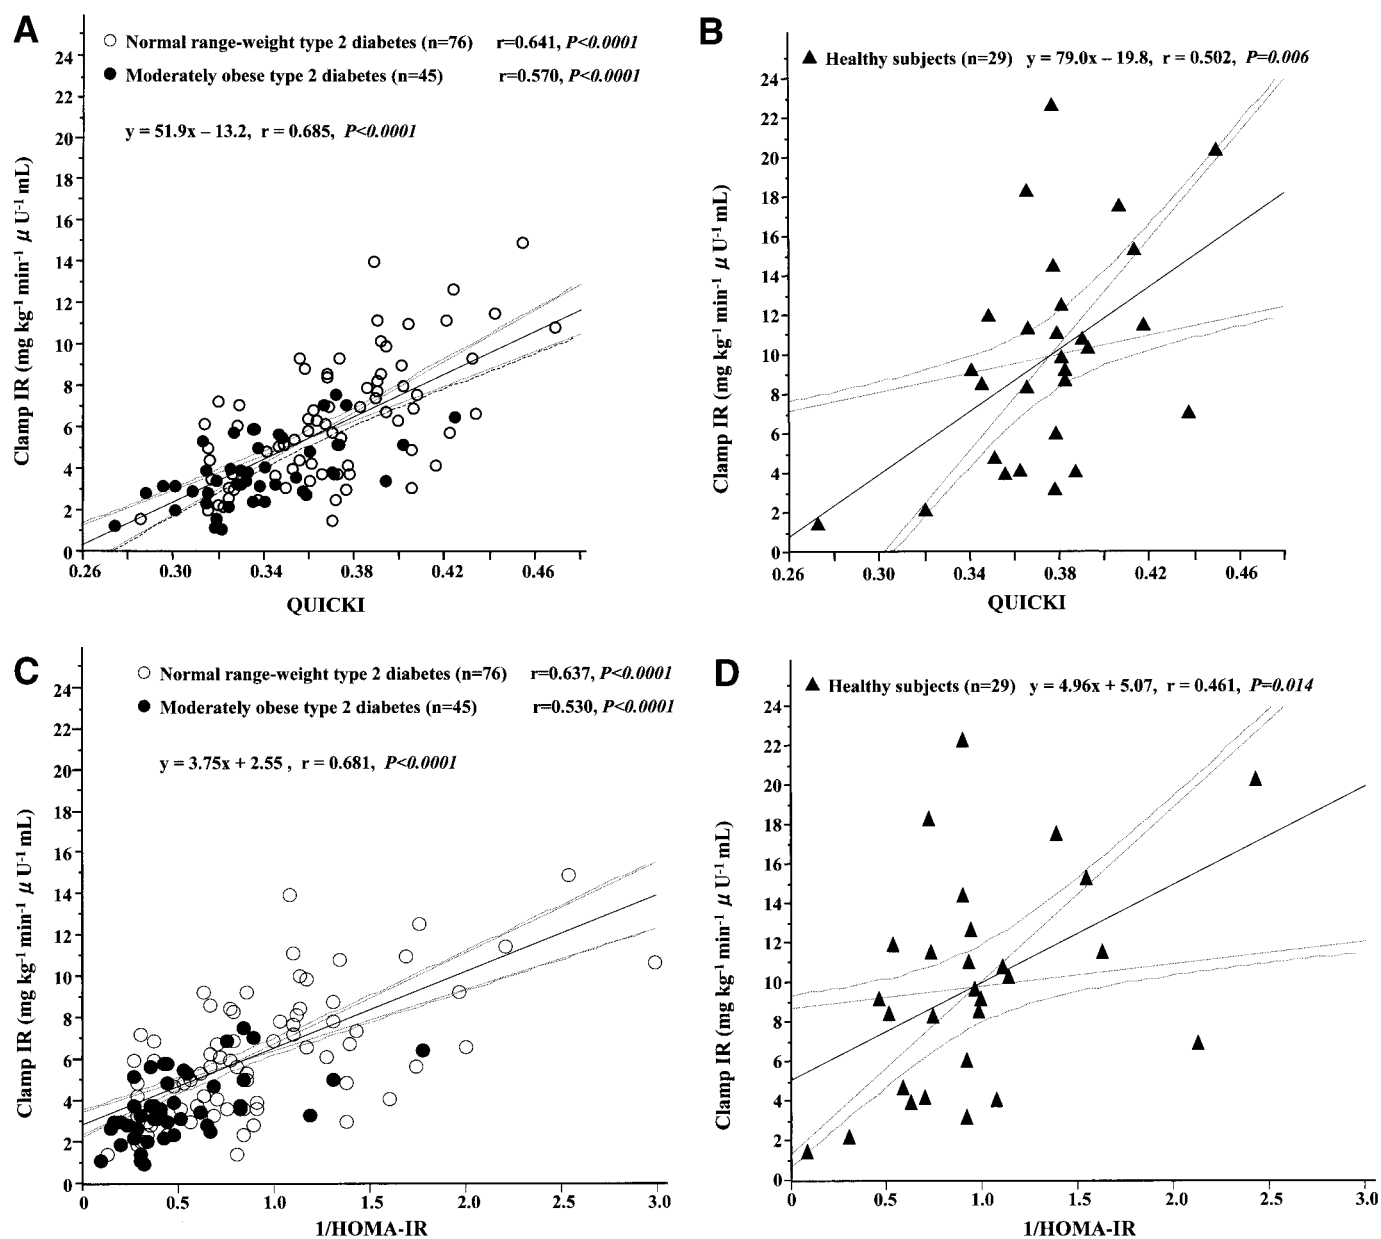 A
Normal range-weight type 2 diabetes (n=76) r=0.641, P<0.0001
Moderately obese type 2 diabetes (n=45) r=0.570, P<0.0001
y = 51.9x – 13.2, r = 0.685, P<0.0001
Clamp IR (mg kg-1 min-1 μ U-1 mL)
24
22
20
18
16
14
12
10
8
6
4
2
0
0.26 0.30 0.34 0.38 0.42 0.46
QUICKI
B
Healthy subjects (n=29) y = 79.0x – 19.8, r = 0.502, P=0.006
Clamp IR (mg kg-1 min-1 μ U-1 mL)
24
22
20
18
16
14
12
10
8
6
4
2
0
0.26 0.30 0.34 0.38 0.42 0.46
QUICKI
C
Normal range-weight type 2 diabetes (n=76) r=0.637, P<0.0001
Moderately obese type 2 diabetes (n=45) r=0.530, P<0.0001
y = 3.75x + 2.55 , r = 0.681, P<0.0001
Clamp IR (mg kg-1 min-1 μ U-1 mL)
24
22
20
18
16
14
12
10
8
6
4
2
0
0 0.5 1.0 1.5 2.0 2.5 3.0
1/HOMA-IR
D
Healthy subjects (n=29) y = 4.96x + 5.07, r = 0.461, P=0.014
Clamp IR (mg kg-1 min-1 μ U-1 mL)
24
22
20
18
16
14
12
10
8
6
4
2
0
0 0.5 1.0 1.5 2.0 2.5 3.0
1/HOMA-IR